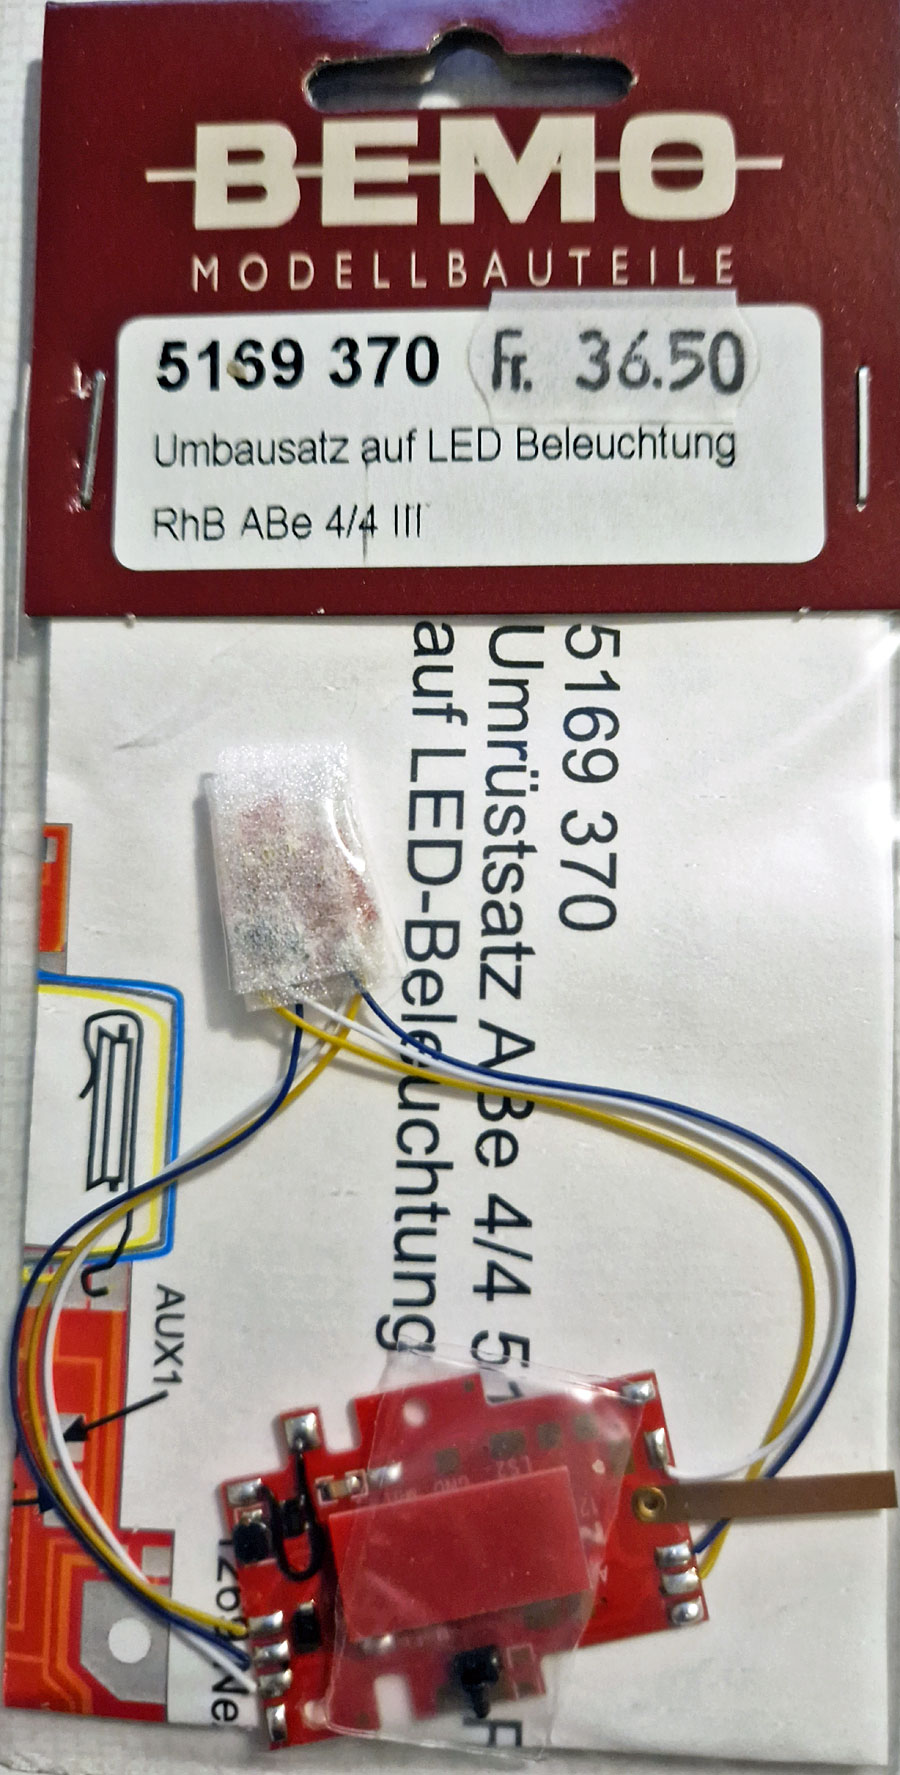 BEMO
MODELLBAUTEILE
5169 370 Fr. 36.50
Umbausatz auf LED Beleuchtung
RhB ABe 4/4 III
5169 370
Umrüstsatz ABe 4/4 51
auf LED-Beleuchtung
AUX1